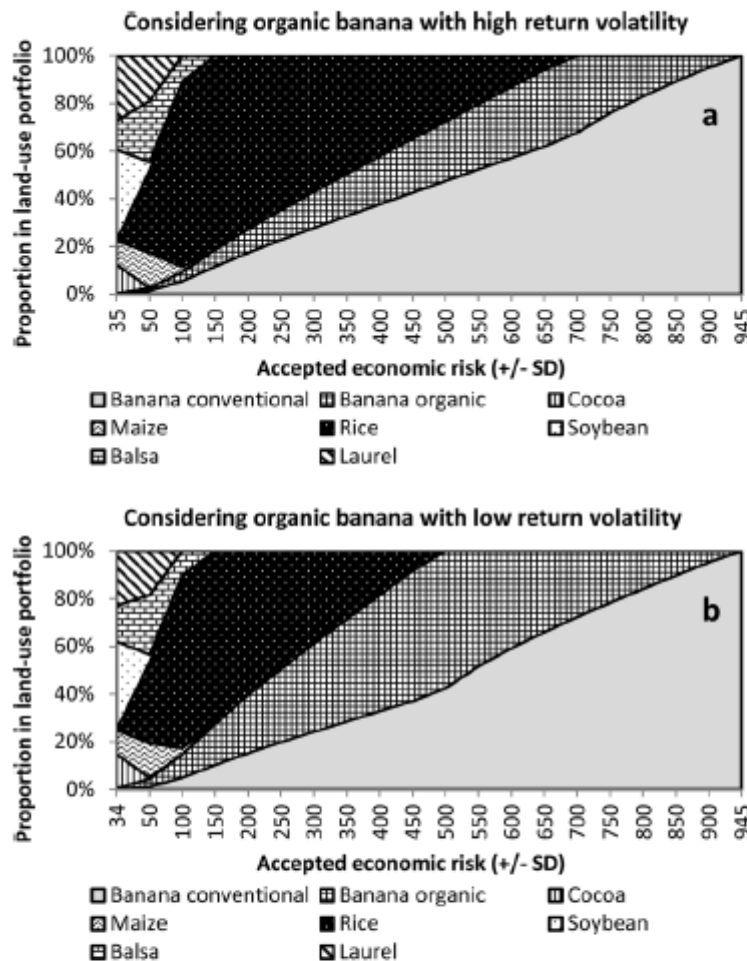 Considering organic banana with high return volatility
Proportion in land-use portfolio
100%
80%
60%
40%
20%
0%
a
35 50 100 150 200 250 300 350 400 450 500 550 600 650 700 750 800 850 900 945
Accepted economic risk (+/- SD)
Banana conventional Banana organic Cocoa
Maize Rice Soybean
Balsa Laurel
Considering organic banana with low return volatility
Proportion in land-use portfolio
100%
80%
60%
40%
20%
0%
b
34 50 100 150 200 250 300 350 400 450 500 550 600 650 700 750 800 850 900 945
Accepted economic risk (+/- SD)
Banana conventional Banana organic Cocoa
Maize Rice Soybean
Balsa Laurel